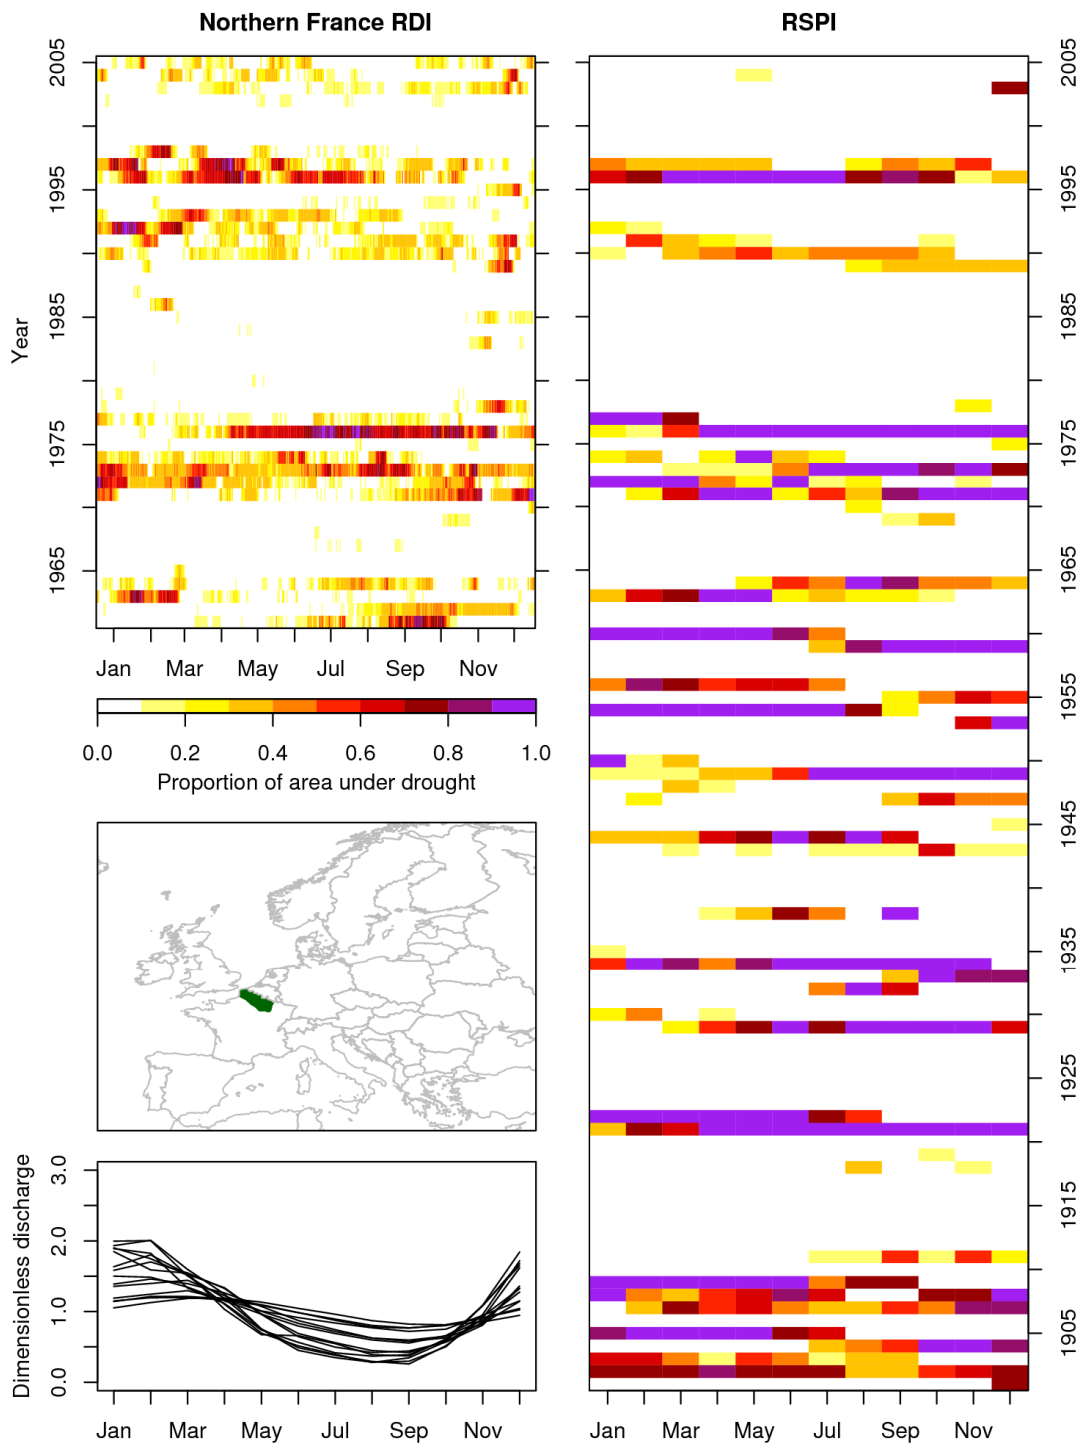 Northern France RDI
Year
2005
1995
1985
1975
1965
Jan Mar May Jul Sep Nov
0.0 0.2 0.4 0.6 0.8 1.0
Proportion of area under drought
Dimensionless discharge
3.0
2.0
1.0
0.0
Jan Mar May Jul Sep Nov
RSPI
2005
1995
1985
1975
1965
1955
1945
1935
1925
1915
1905
Jan Mar May Jul Sep Nov